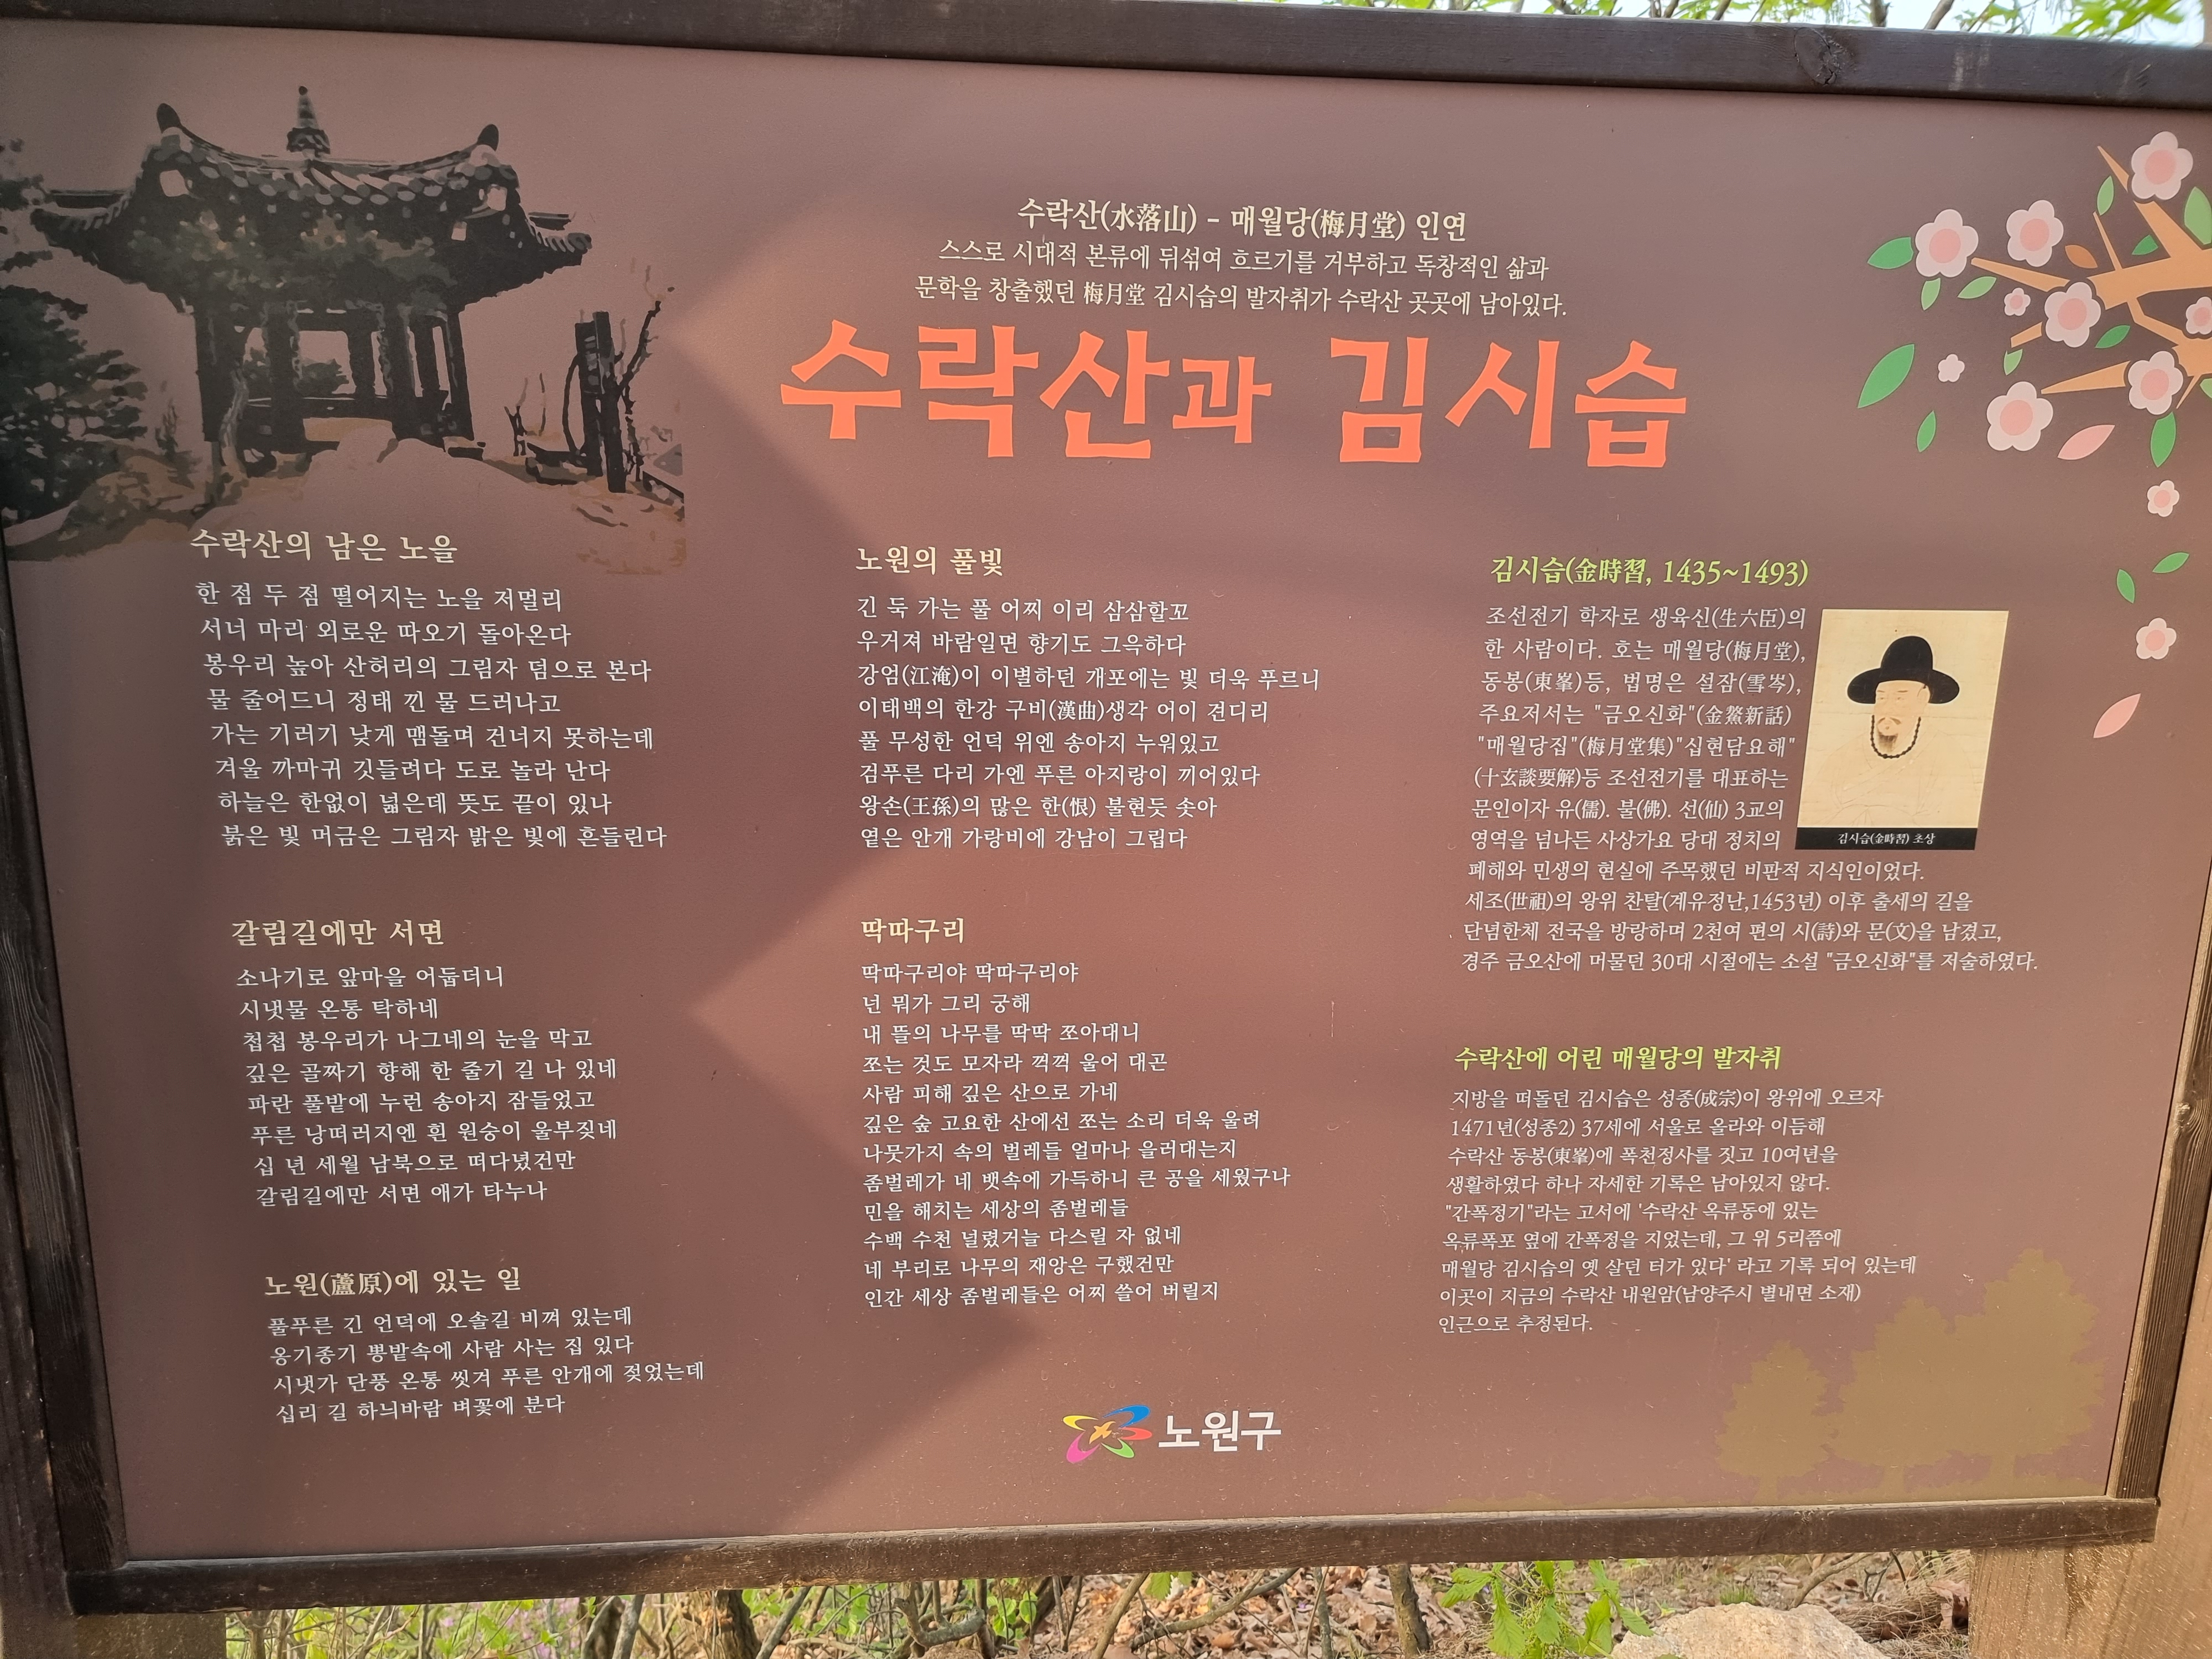 수락산(水落山) - 매월당(梅月堂) 인연
스스로 시대적 본류에 뒤섞여 흐르기를 거부하고 독창적인 삶과
문학을 창출했던 梅月堂 김시습의 발자취가 수락산 곳곳에 남아있다.
수락산과 김시습
수락산의 남은 노을
한 점 두 점 떨어지는 노을 저멀리
서너 마리 외로운 따오기 돌아온다
봉우리 높아 산허리의 그림자 덤으로 본다
물 줄어드니 정태 낀 물 드러나고
가는 기러기 낮게 맴돌며 건너지 못하는데
겨울 까마귀 깃들려다 도로 놀라 난다
하늘은 한없이 넓은데 뜻도 끝이 있나
붉은 빛 머금은 그림자 밝은 빛에 흔들린다
갈림길에만 서면
소나기로 앞마을 어둡더니
시냇물 온통 탁하네
첩첩 봉우리가 나그네의 눈을 막고
깊은 골짜기 향해 한 줄기 길 나 있네
파란 풀밭에 누런 송아지 잠들었고
푸른 낭떠러지엔 흰 원숭이 울부짖네
십 년 세월 남북으로 떠다녔건만
갈림길에만 서면 애가 타누나
노원(蘆原)에 있는 일
풀푸른 긴 언덕에 오솔길 비껴 있는데
옹기종기 뽕밭속에 사람 사는 집 있다
시냇가 단풍 온통 씻겨 푸른 안개에 젖었는데
십리 길 하늬바람 벼꽃에 분다
노원의 풀빛
긴 둑 가는 풀 어찌 이리 삼삼할꼬
우거져 바람일면 향기도 그윽하다
강엄(江淹)이 이별하던 개포에는 빛 더욱 푸르니
이태백의 한강 구비(漢曲)생각 어이 견디리
풀 무성한 언덕 위엔 송아지 누워있고
검푸른 다리 가엔 푸른 아지랑이 끼어있다
왕손(王孫)의 많은 한(恨) 불현듯 솟아
옅은 안개 가랑비에 강남이 그립다
딱따구리
딱따구리야 딱따구리야
넌 뭐가 그리 궁해
내 뜰의 나무를 딱딱 쪼아대니
쪼는 것도 모자라 꺽꺽 울어 대곤
사람 피해 깊은 산으로 가네
깊은 숲 고요한 산에선 쪼는 소리 더욱 울려
나뭇가지 속의 벌레들 얼마나 을러대는지
좀벌레가 네 뱃속에 가득하니 큰 공을 세웠구나
민을 해치는 세상의 좀벌레들
수백 수천 널렸거늘 다스릴 자 없네
네 부리로 나무의 재앙은 구했건만
인간 세상 좀벌레들은 어찌 쓸어 버릴지
김시습(金時習, 1435~1493)
조선전기 학자로 생육신(生六臣)의
한 사람이다. 호는 매월당(梅月堂),
동봉(東峯)등, 법명은 설잠(雪岑),
주요저서는 "금오신화"(金鰲新話)
"매월당집"(梅月堂集)"십현담요해"
(十玄談要解)등 조선전기를 대표하는
문인이자 유(儒). 불(佛). 선(仙) 3교의
영역을 넘나든 사상가요 당대 정치의
폐해와 민생의 현실에 주목했던 비판적 지식인이었다.
세조(世祖)의 왕위 찬탈(계유정난,1453년) 이후 출세의 길을
단념한체 전국을 방랑하며 2천여 편의 시(詩)와 문(文)을 남겼고,
경주 금오산에 머물던 30대 시절에는 소설 "금오신화"를 저술하였다.
김시습(金時習) 초상
수락산에 어린 매월당의 발자취
지방을 떠돌던 김시습은 성종(成宗)이 왕위에 오르자
1471년(성종2) 37세에 서울로 올라와 이듬해
수락산 동봉(東峯)에 폭천정사를 짓고 10여년을
생활하였다 하나 자세한 기록은 남아있지 않다.
"간폭정기"라는 고서에 '수락산 옥류동에 있는
옥류폭포 옆에 간폭정을 지었는데, 그 위 5리쯤에
매월당 김시습의 옛 살던 터가 있다' 라고 기록 되어 있는데
이곳이 지금의 수락산 내원암(남양주시 별내면 소재)
인근으로 추정된다.
노원구